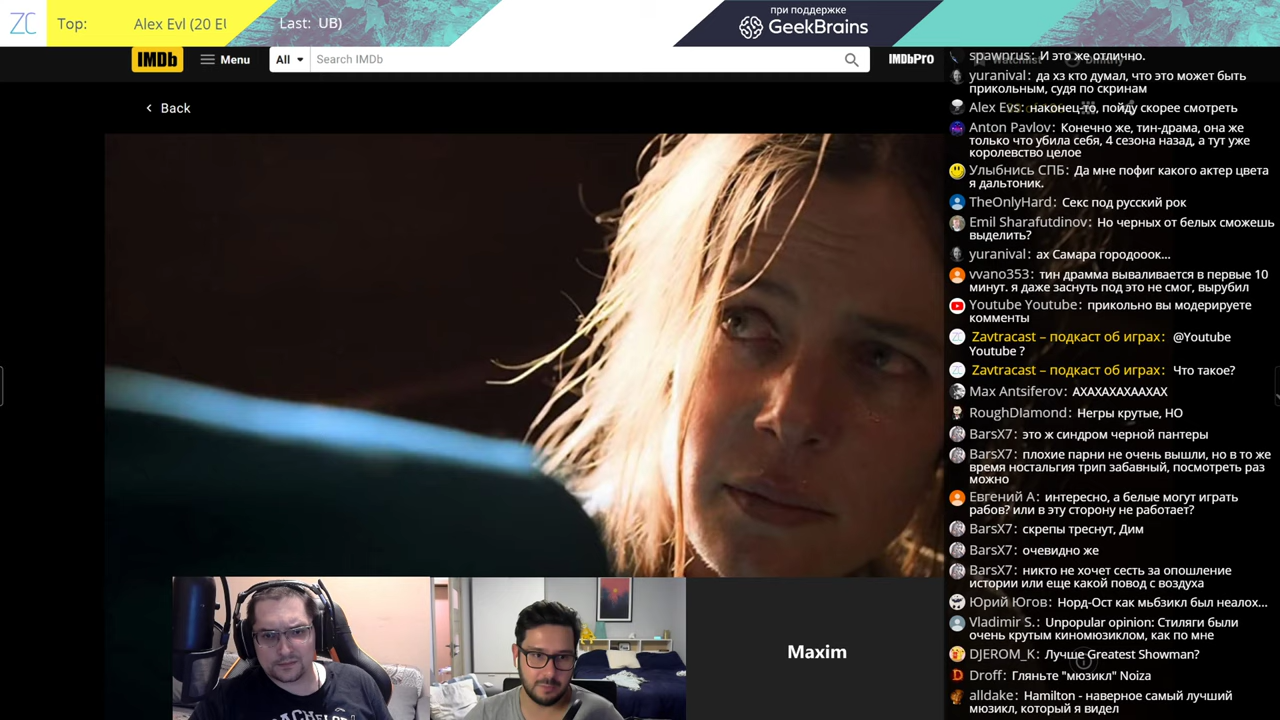 ZC
Top:
Alex Evl (20 EU
Last: UB)
при поддержке
GeekBrains
IMDb
Menu
All
Search IMDb
IMDbPro
Back
spawnrus: И это же отлично.
yuranival: да хз кто думал, что это может быть
прикольным, судя по скринам
Alex Evs: наконец-то, пойду скорее смотреть
Anton Pavlov: Конечно же, тин-драма, она же
только что убила себя, 4 сезона назад, а тут уже
королевство целое
Улыбнись СПБ: Да мне пофиг какого актер цвета
я дальтоник.
TheOnlyHard: Секс под русский рок
Emil Sharafutdinov: Но черных от белых сможешь
выделить?
yuranival: ах Самара городооок...
vvano353: тин драмма вываливается в первые 10
минут. я даже заснуть под это не смог, вырубил
Youtube Youtube: прикольно вы модерируете
комменты
ZC Zavtracast – подкаст об играх: @Youtube
Youtube ?
ZC Zavtracast – подкаст об играх: Что такое?
Max Antsiferov: АХАХАХАХААХАХ
RoughDIamond: Негры крутые, НО
BarsX7: это ж синдром черной пантеры
BarsX7: плохие парни не очень вышли, но в то же
время ностальгия трип забавный, посмотреть раз
можно
Евгений А: интересно, а белые могут играть
рабов? или в эту сторону не работает?
BarsX7: скрепы треснут, Дим
BarsX7: очевидно же
BarsX7: никто не хочет сесть за опошление
истории или еще какой повод с воздуха
Юрий Югов: Норд-Ост как мьбзикл был неалох...
Vladimir S.: Unpopular opinion: Стиляги были
очень крутым киномюзиклом, как по мне
DJEROM_K: Лучше Greatest Showman?
D Droff: Гляньте "мюзикл" Noiza
alldake: Hamilton - наверное самый лучший
мюзикл, который я видел
Maxim